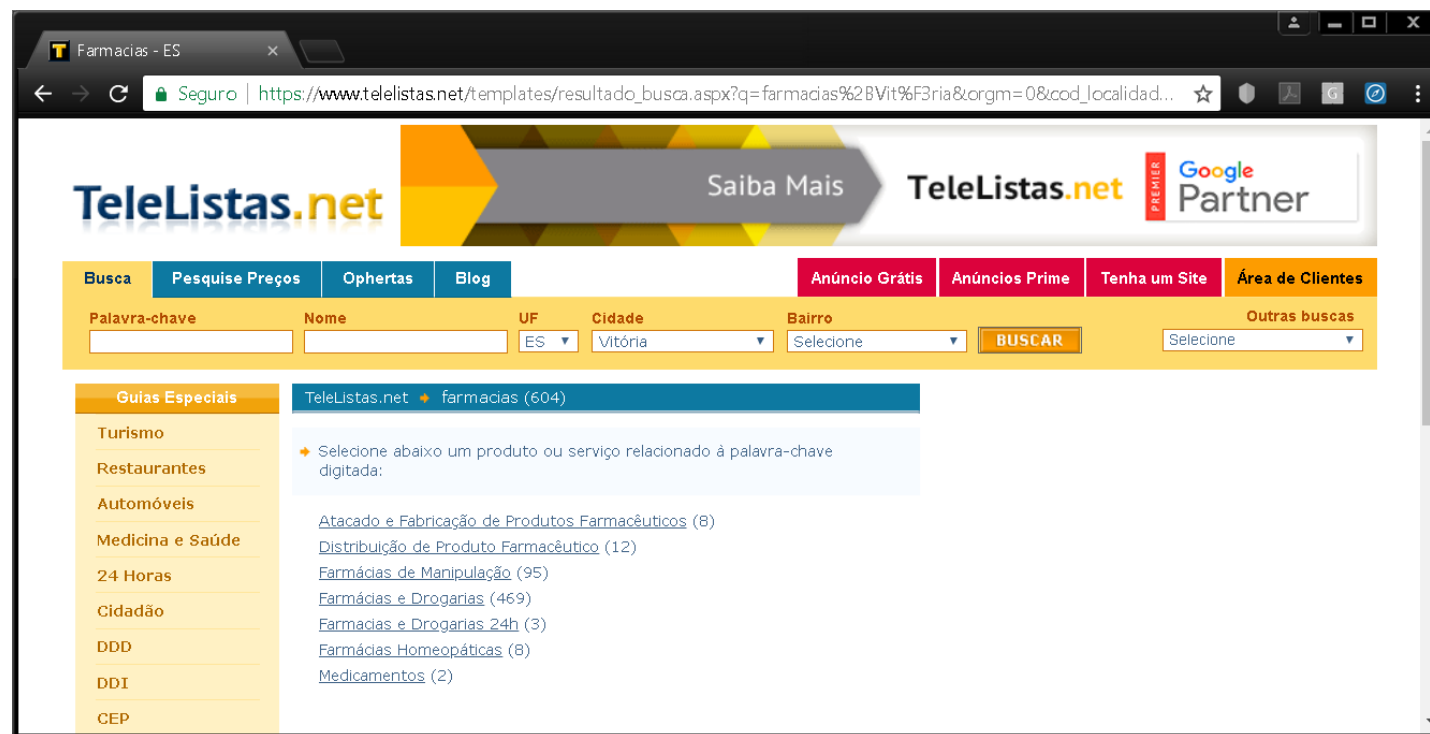 Farmacias - ES
Seguro | https://www.telelistas.net/templates/resultado_busca.aspx?q=farmacias%2BVit%F3ria&orgm=0&cod_localidad...
TeleListas.net
Saiba Mais
TeleListas.net
PREMIER
Google
Partner
Busca
Pesquise Preços
Ophertas
Blog
Anúncio Grátis
Anúncios Prime
Tenha um Site
Área de Clientes
Palavra-chave
Nome
UF
Cidade
Bairro
Outras buscas
ES
Vitória
Selecione
BUSCAR
Selecione
Guias Especiais
Turismo
Restaurantes
Automóveis
Medicina e Saúde
24 Horas
Cidadão
DDD
DDI
CEP
TeleListas.net farmacias (604)
Selecione abaixo um produto ou serviço relacionado à palavra-chave
digitada:
Atacado e Fabricação de Produtos Farmacêuticos (8)
Distribuição de Produto Farmacêutico (12)
Farmácias de Manipulação (95)
Farmácias e Drogarias (469)
Farmacias e Drogarias 24h (3)
Farmácias Homeopáticas (8)
Medicamentos (2)